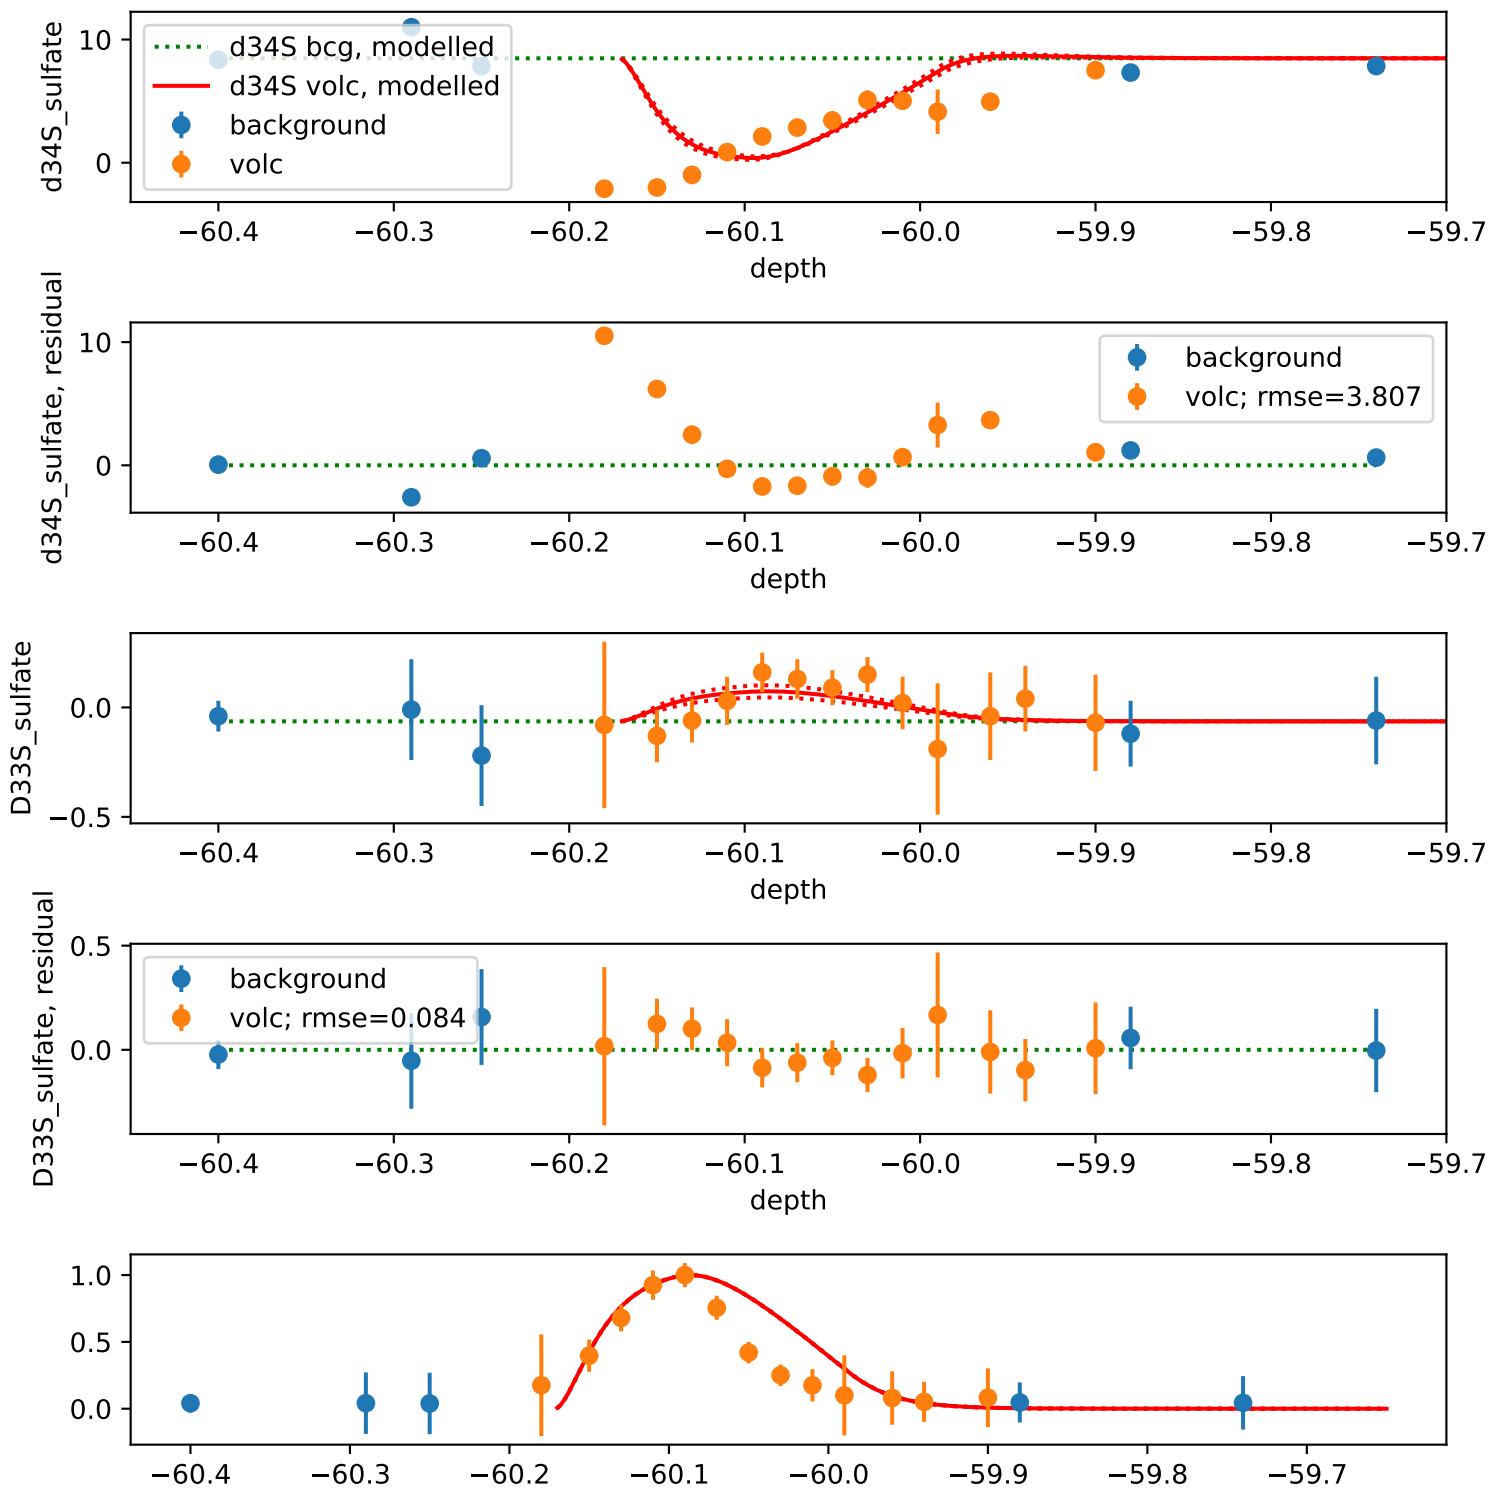 d34S_sulfate
10
0
d34S bcg, modelled
d34S volc, modelled
background
volc
−60.4 −60.3 −60.2 −60.1 −60.0 −59.9 −59.8 −59.7
depth
d34S_sulfate, residual
10
0
background
volc; rmse=3.807
−60.4 −60.3 −60.2 −60.1 −60.0 −59.9 −59.8 −59.7
depth
D33S_sulfate
0.0
−0.5
−60.4 −60.3 −60.2 −60.1 −60.0 −59.9 −59.8 −59.7
depth
D33S_sulfate, residual
0.5
0.0
background
volc; rmse=0.084
−60.4 −60.3 −60.2 −60.1 −60.0 −59.9 −59.8 −59.7
depth
1.0
0.5
0.0
−60.4 −60.3 −60.2 −60.1 −60.0 −59.9 −59.8 −59.7